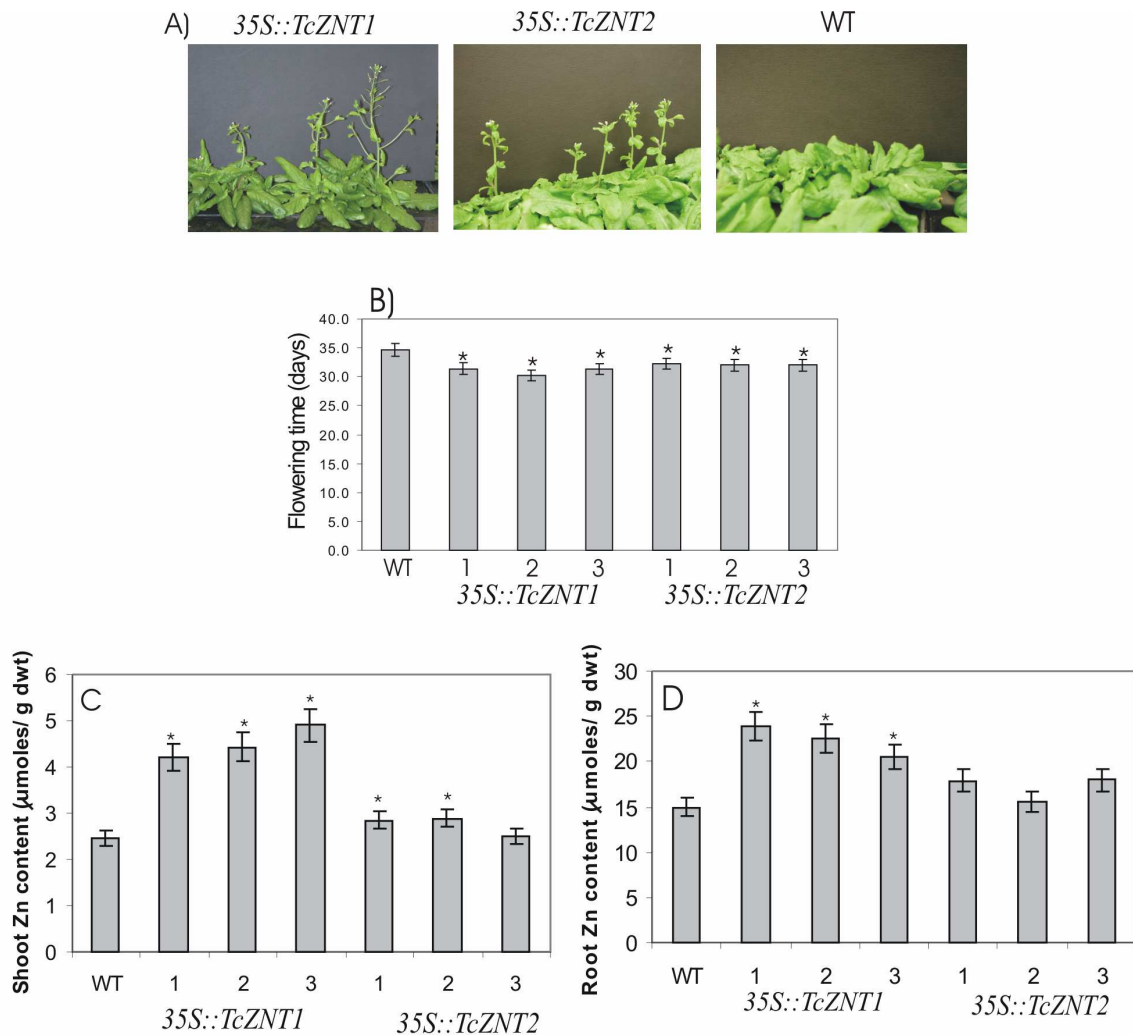 A) 35S::TcZNT1 35S::TcZNT2 WT
B)
Flowering time (days)
40.0
35.0
30.0
25.0
20.0
15.0
10.0
5.0
0.0
* * * * * *
WT 1 2 3 1 2 3
35S::TcZNT1 35S::TcZNT2
C
Shoot Zn content (µmoles/ g dwt)
6
5
4
3
2
1
0
* * * * *
WT 1 2 3 1 2 3
35S::TcZNT1 35S::TcZNT2
D
Root Zn content (µmoles/ g dwt)
30
25
20
15
10
5
0
* * *
WT 1 2 3 1 2 3
35S::TcZNT1 35S::TcZNT2